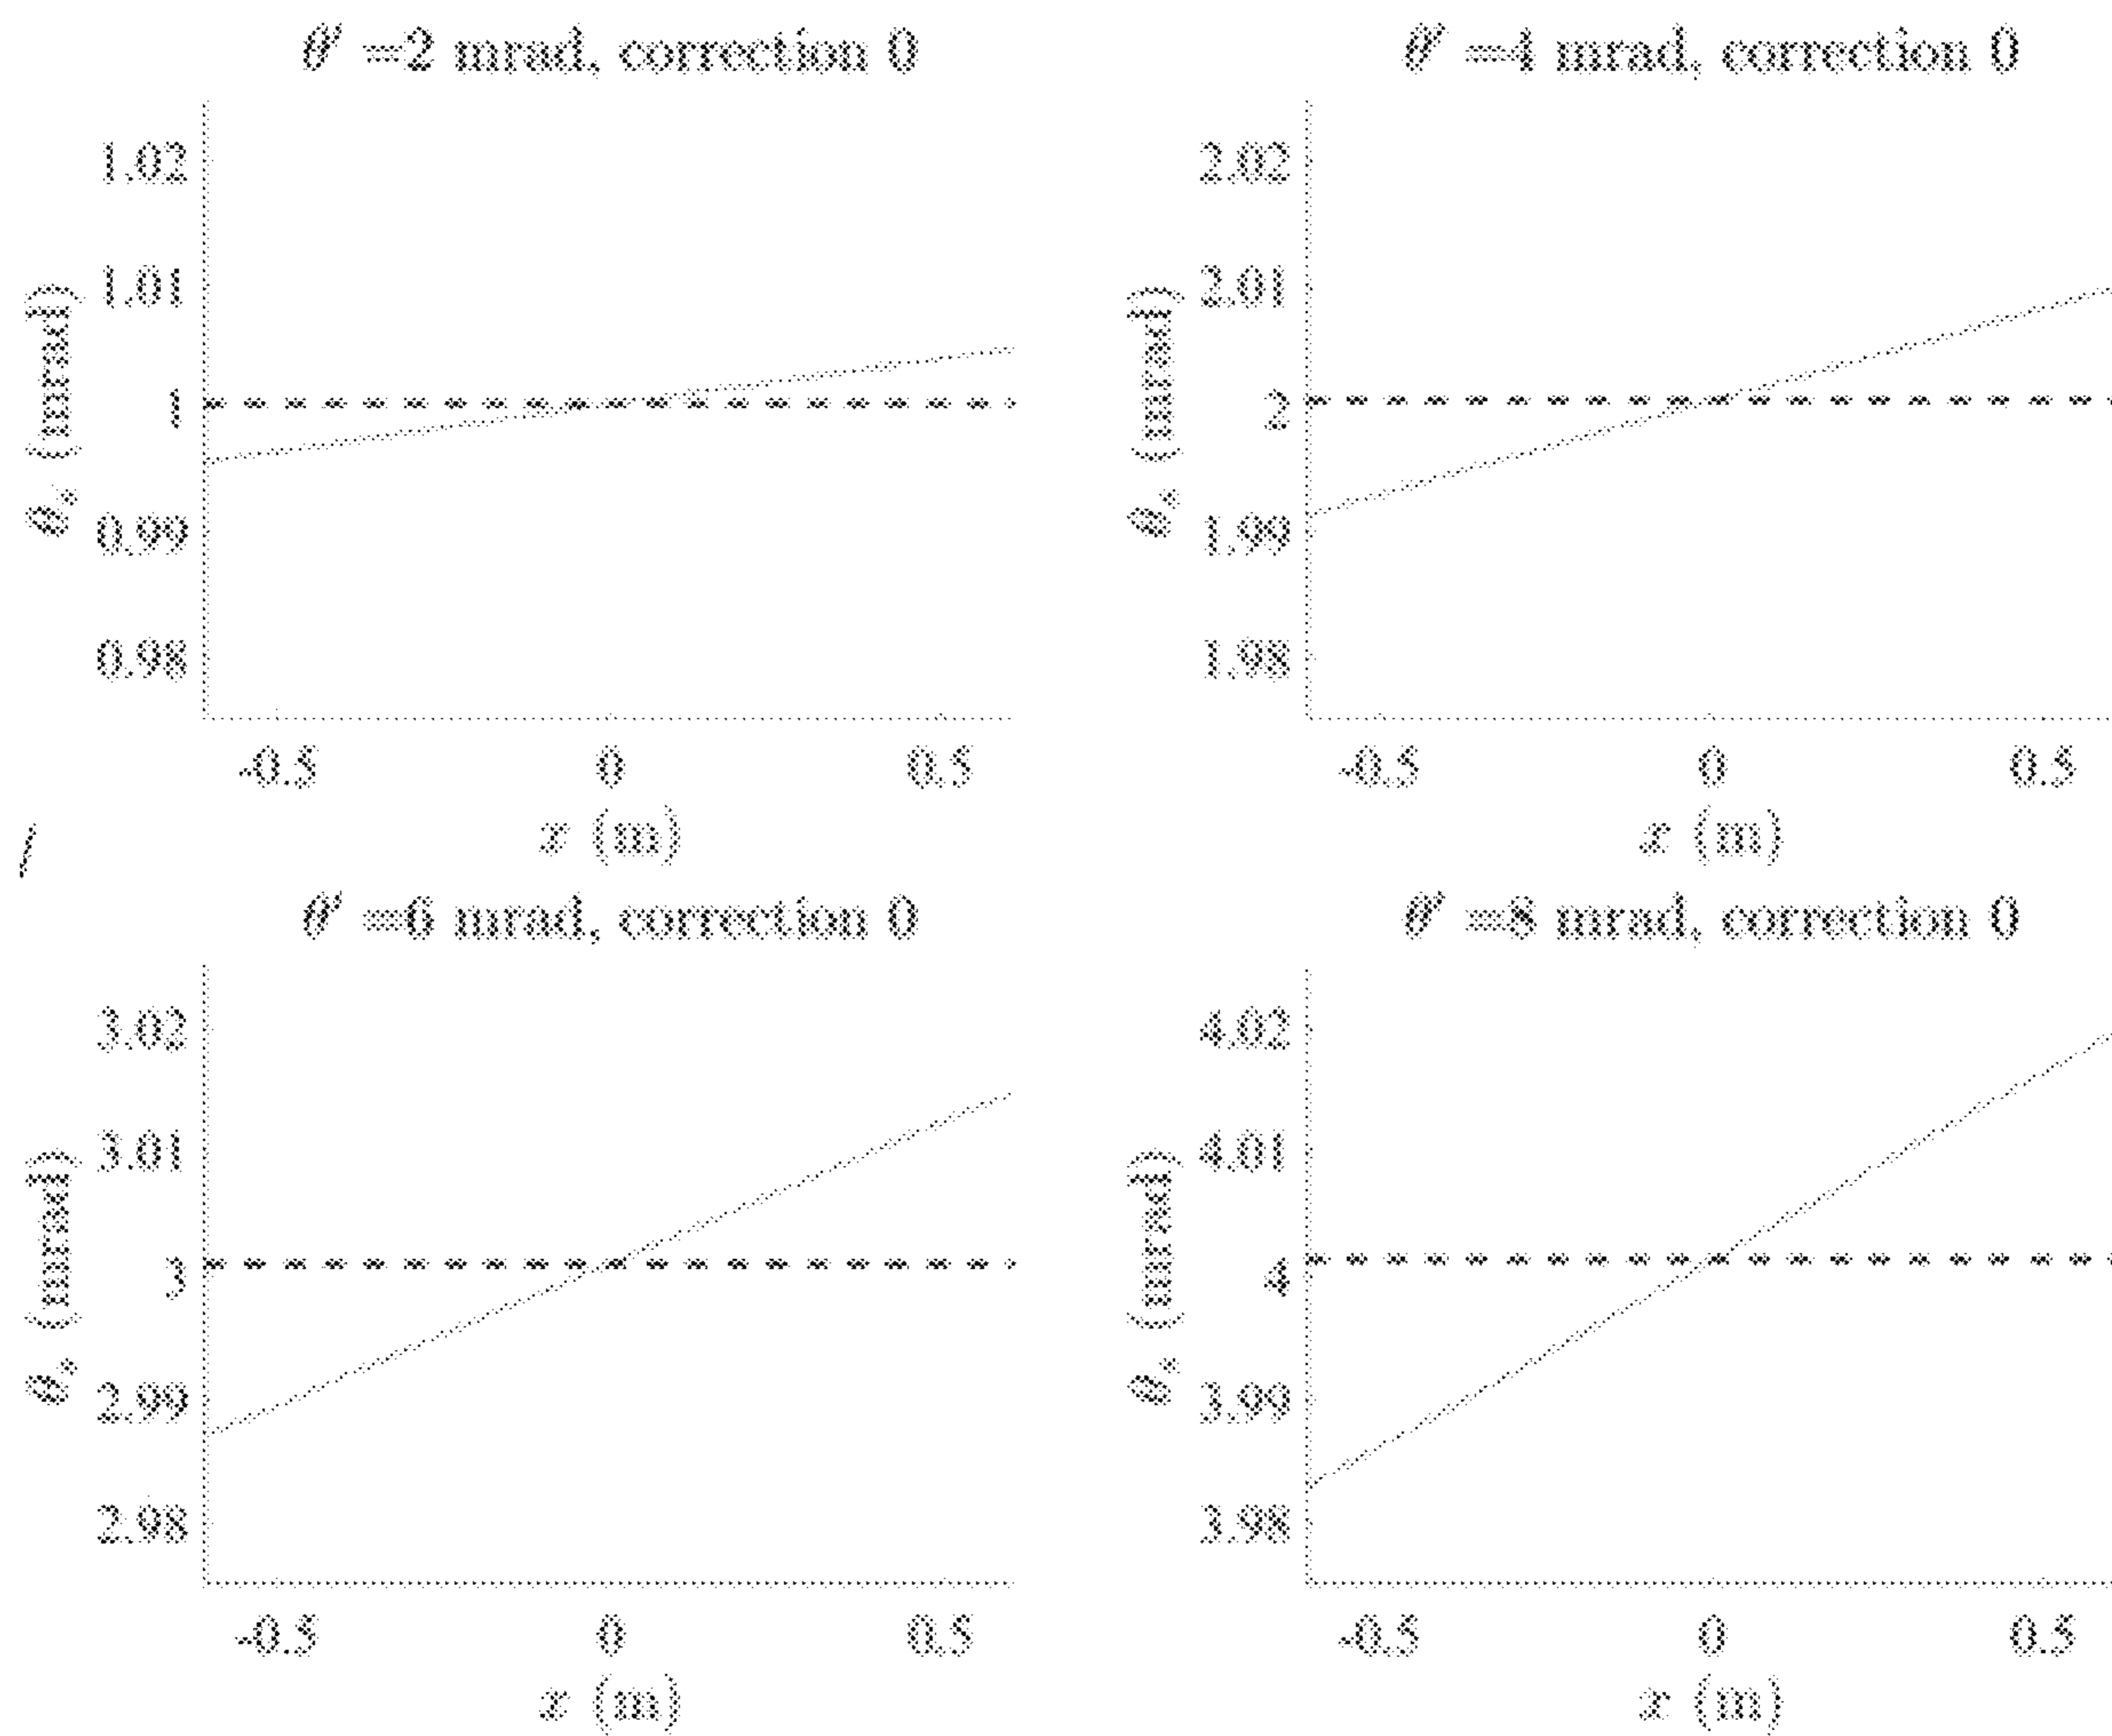 θ′ =2 mrad, correction 0
1.02
1.01
1
0.99
0.98
(mrad)
-0.5 0 0.5
x (m)
θ′ =4 mrad, correction 0
2.02
2.01
2
1.99
1.98
(mrad)
-0.5 0 0.5
x (m)
θ′ =6 mrad, correction 0
3.02
3.01
3
2.99
2.98
(mrad)
-0.5 0 0.5
x (m)
θ′ =8 mrad, correction 0
4.02
4.01
4
3.99
3.98
(mrad)
-0.5 0 0.5
x (m)